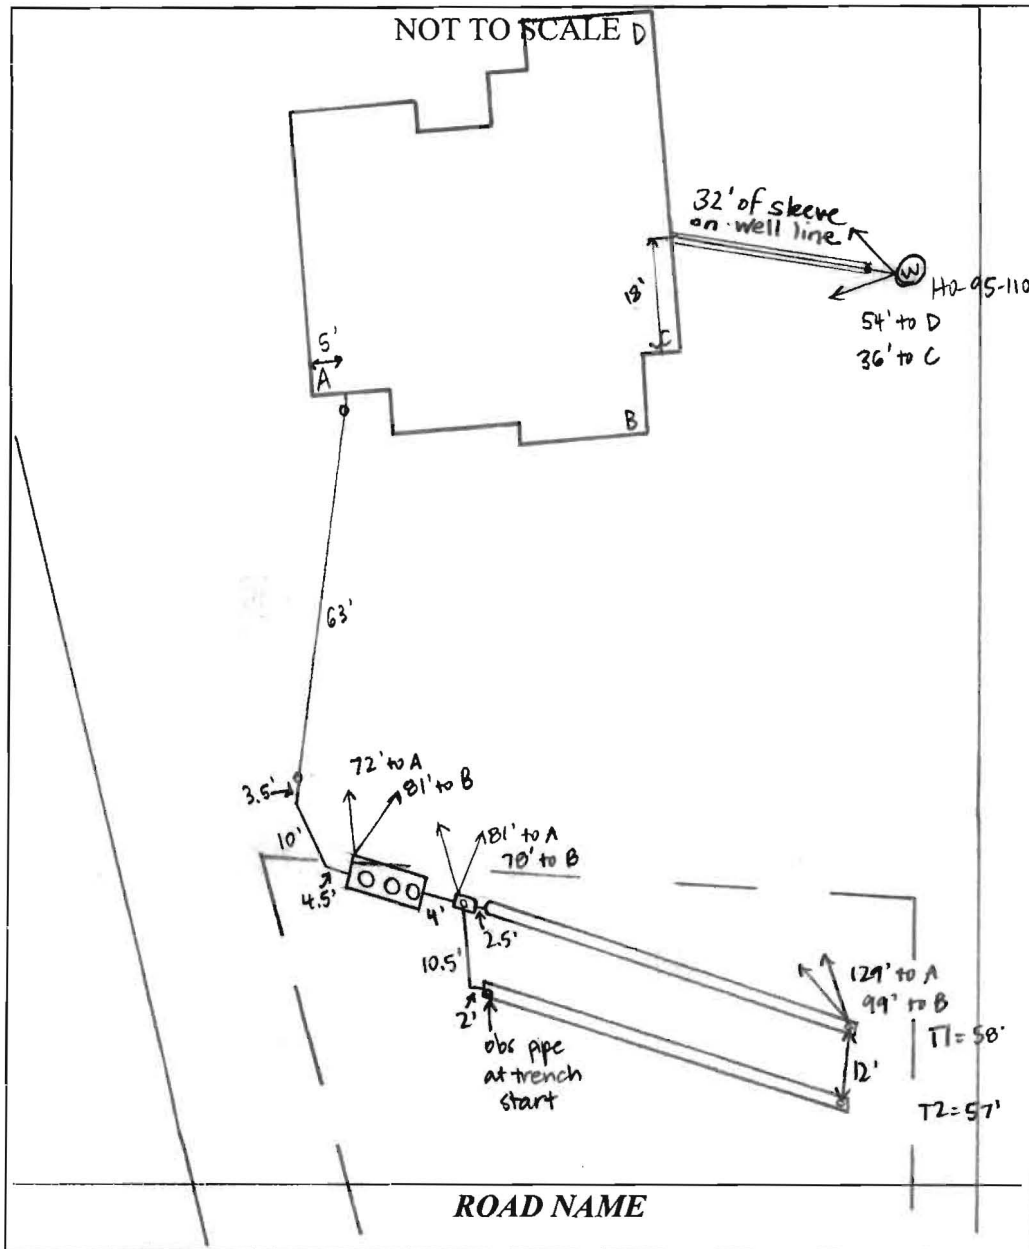 NOT TO SCALE
D
32' of sleeve
on well line
W
HO-95-110
18'
54' to D
36' to C
C
5'
A
B
63'
72' to A
81' to B
3.5'
10'
4.5'
81' to A
78' to B
4'
2.5'
10.5'
2'
obs pipe
at trench
start
129' to A
99' to B
T1=58'
12'
T2=57'
ROAD NAME